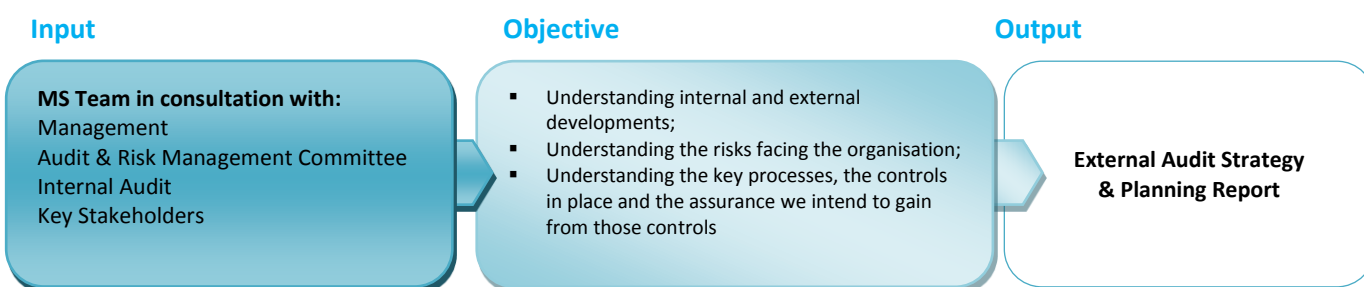 Input
Objective
Output
MS Team in consultation with:
Management
Audit & Risk Management Committee
Internal Audit
Key Stakeholders
▪ Understanding internal and external
developments;
▪ Understanding the risks facing the organisation;
▪ Understanding the key processes, the controls
in place and the assurance we intend to gain
from those controls
External Audit Strategy
& Planning Report